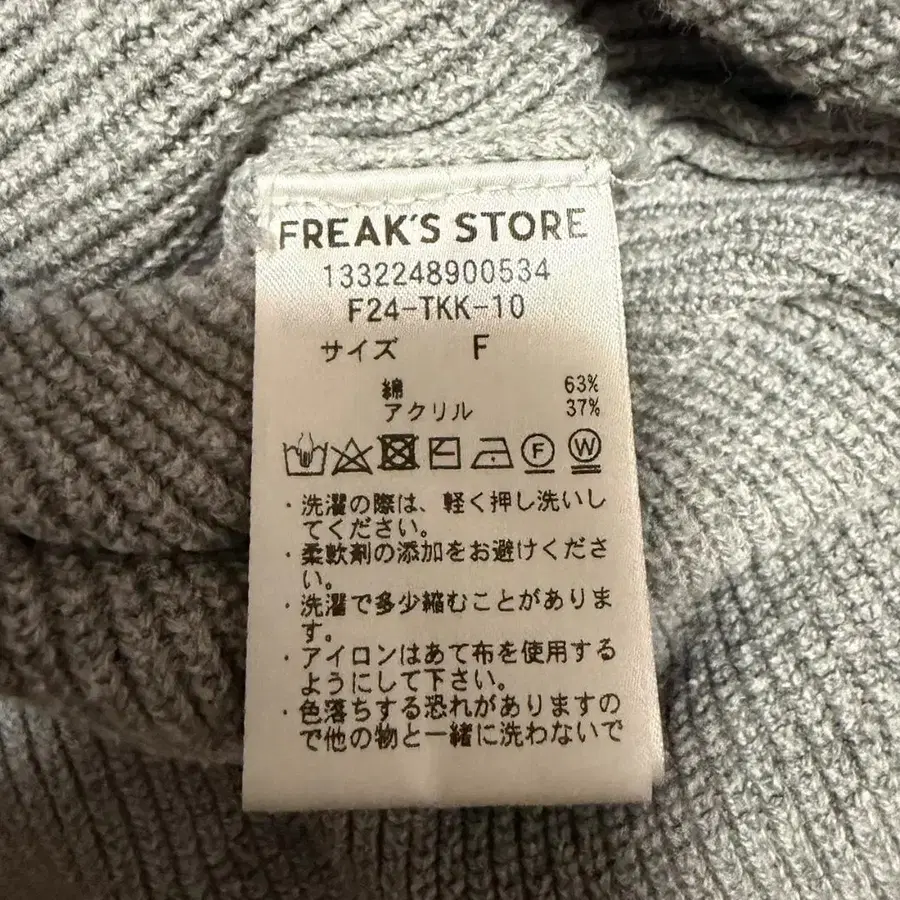 FREAK'S STORE
1332248900534
F24-TKK-10
サイズ F
綿 63%
アクリル 37%
F W
・洗濯の際は、軽く押し洗いし
てください。
・柔軟剤の添加をお避けくださ
い。
・洗濯で多少縮むことがありま
す。
・アイロンはあて布を使用する
ようにして下さい。
・色落ちする恐れがありますの
で他の物と一緒に洗わないで